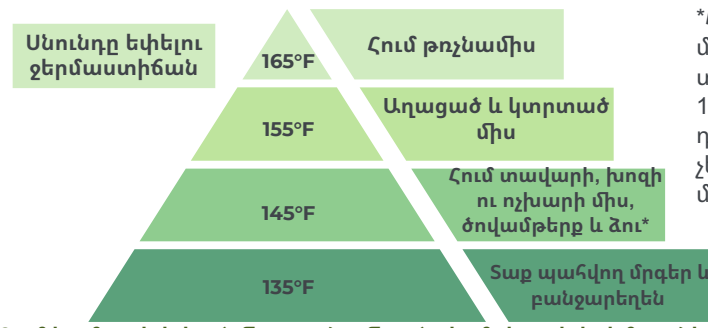 Սնունդը եփելու
ջերմաստիճան
165°F
Հում թռչնամիս
155°F
Աղացած և կտրտած
միս
145°F
Հում տավարի, խոզի
ու ոչխարի միս,
ծովամթերք և ձու*
135°F
Տաք պահվող մրգեր և
բանջարեղեն